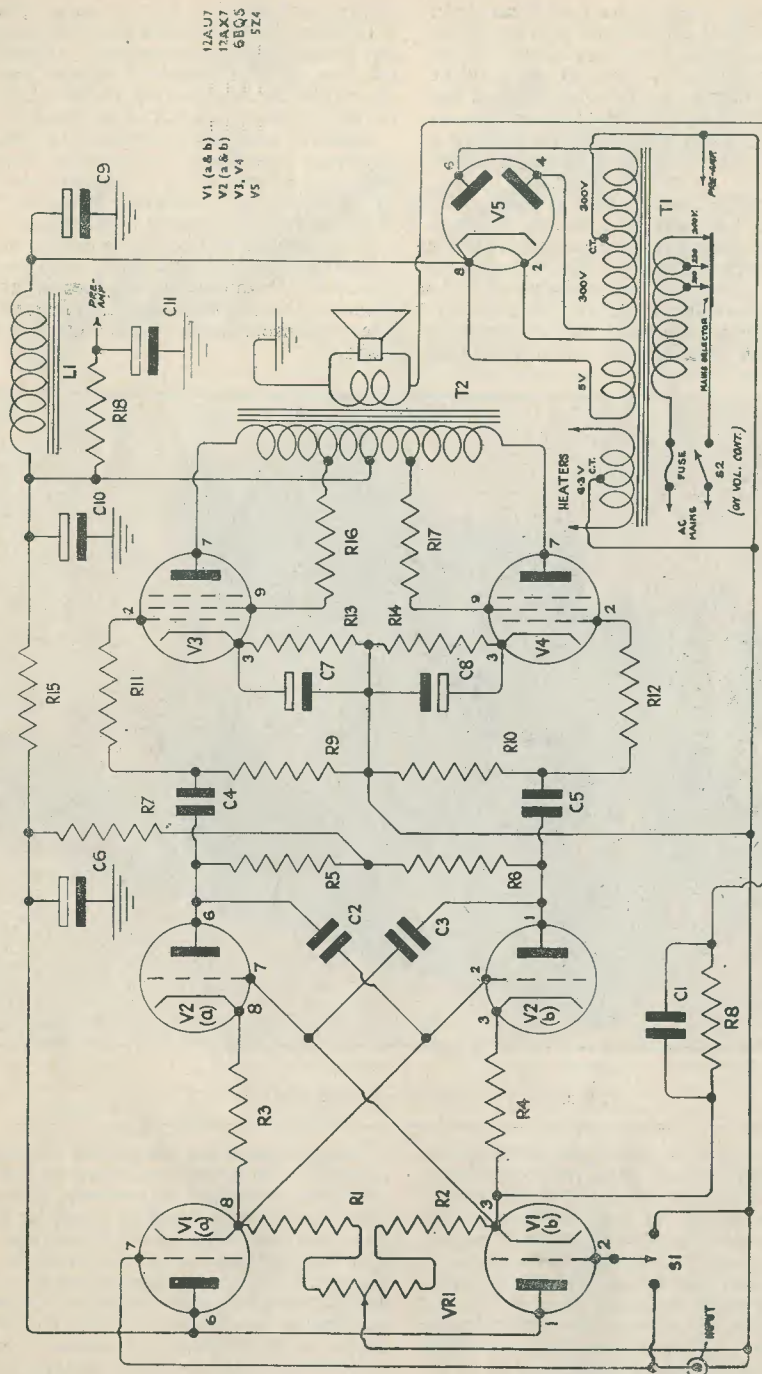 V1 (a & b) ... 12AU7
V2 (a & b) ... 12AX7
V3, V4 ... 6BQ5
V5 ... 5Z4
C9
L1
PRE-AMP
R18
C11
C10
R15
T2
V5
6
4
8
2
300V
C.T.
300V
5V
HEATERS
6.3V C.T.
T1
PRE-AMP
MAINS SELECTOR
FUSE
AC MAINS
S2
(ON VOL. CONT.)
R16
R17
7
9
2
V3
3
R13
R14
C7
C8
7
9
2
V4
3
R11
R12
R9
R10
C4
C5
R7
R5
R6
C6
C2
C3
6
7
8
V2 (a)
1
2
3
V2 (b)
R3
R4
C1
R8
7
8
6
V1 (a)
R1
R2
VR1
3
1
2
V1 (b)
S1
INPUT